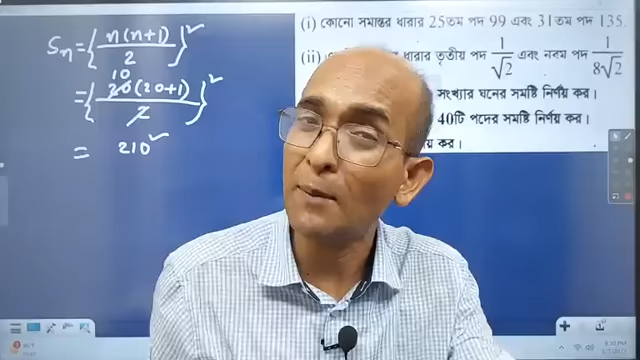 (i) কোনো সমান্তর ধারার 25তম পদ 99 এবং 31তম পদ 135.
(ii) ধারার তৃতীয় পদ 1/√2 এবং নবম পদ 1/8√2
সংখ্যার ঘনের সমষ্টি নির্ণয় কর।
40টি পদের সমষ্টি নির্ণয় কর।
কর।
Sₙ = { n(n+1) / 2 }²
= { 20(20+1) / 2 }²
10
= 210²